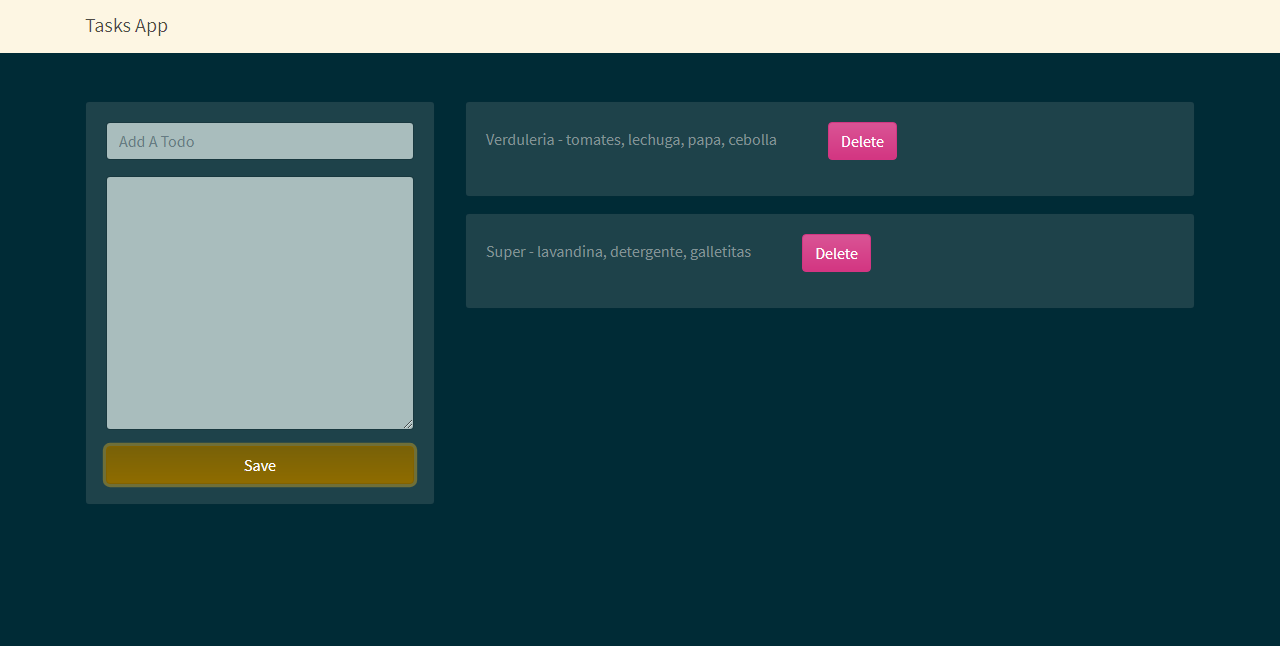 Tasks App
Add A Todo
Save
Verduleria - tomates, lechuga, papa, cebolla
Delete
Super - lavandina, detergente, galletitas
Delete